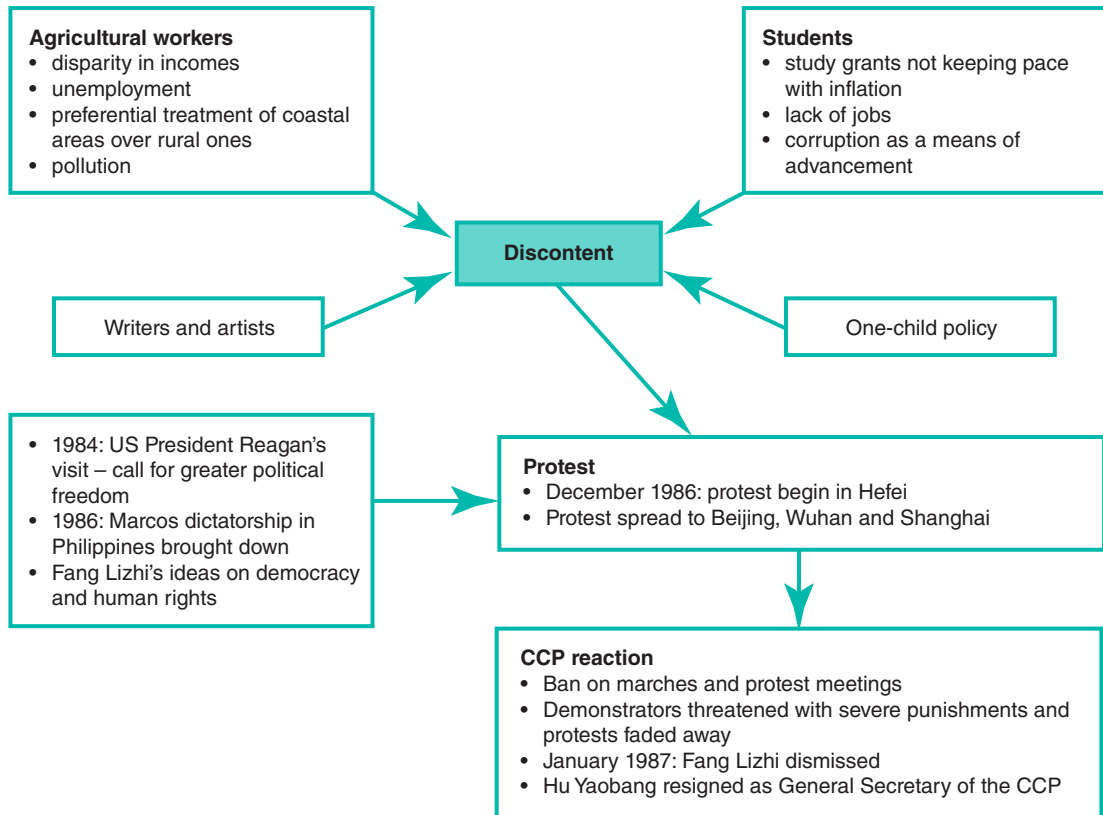 Agricultural workers
• disparity in incomes
• unemployment
• preferential treatment of coastal
areas over rural ones
• pollution
Students
• study grants not keeping pace
with inflation
• lack of jobs
• corruption as a means of
advancement
Discontent
Writers and artists
One-child policy
• 1984: US President Reagan's
visit – call for greater political
freedom
• 1986: Marcos dictatorship in
Philippines brought down
• Fang Lizhi's ideas on democracy
and human rights
Protest
• December 1986: protest begin in Hefei
• Protest spread to Beijing, Wuhan and Shanghai
CCP reaction
• Ban on marches and protest meetings
• Demonstrators threatened with severe punishments and
protests faded away
• January 1987: Fang Lizhi dismissed
• Hu Yaobang resigned as General Secretary of the CCP